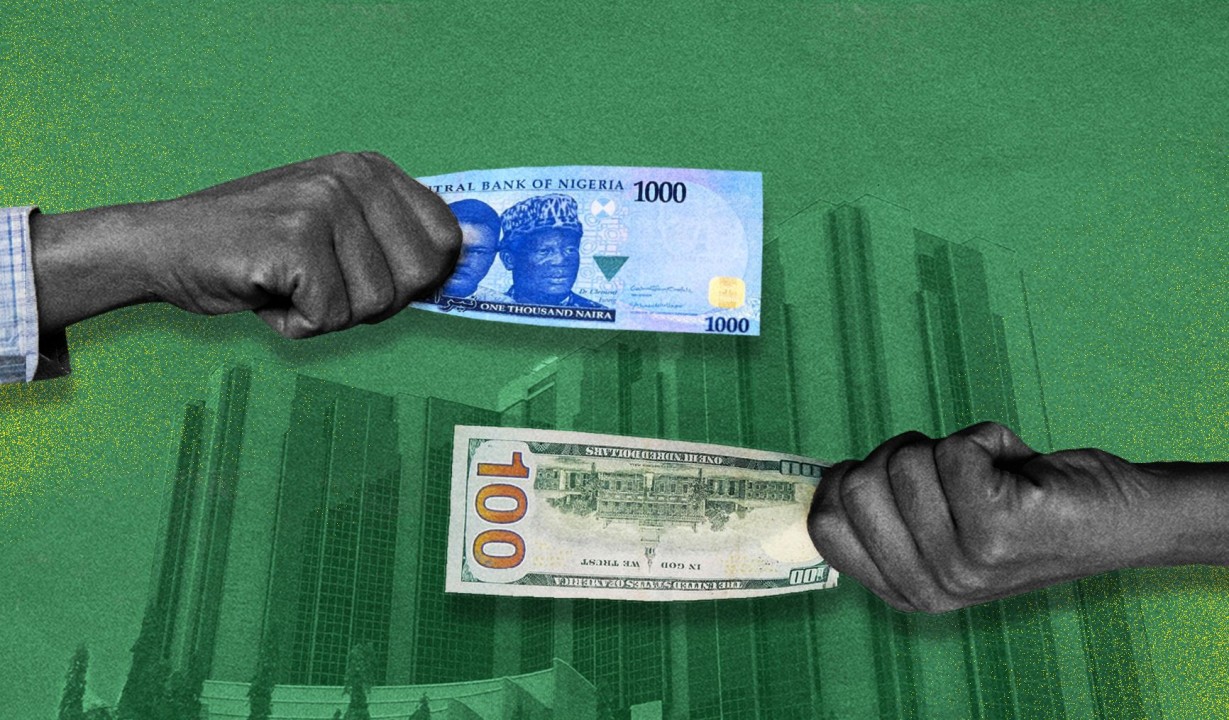 TRAL BANK OF NIGERIA
1000
ONE THOUSAND NAIRA
1000
ONE HUNDRED DOLLARS
100
IN GOD WE TRUST
100
THE UNITED STATES OF AMERICA